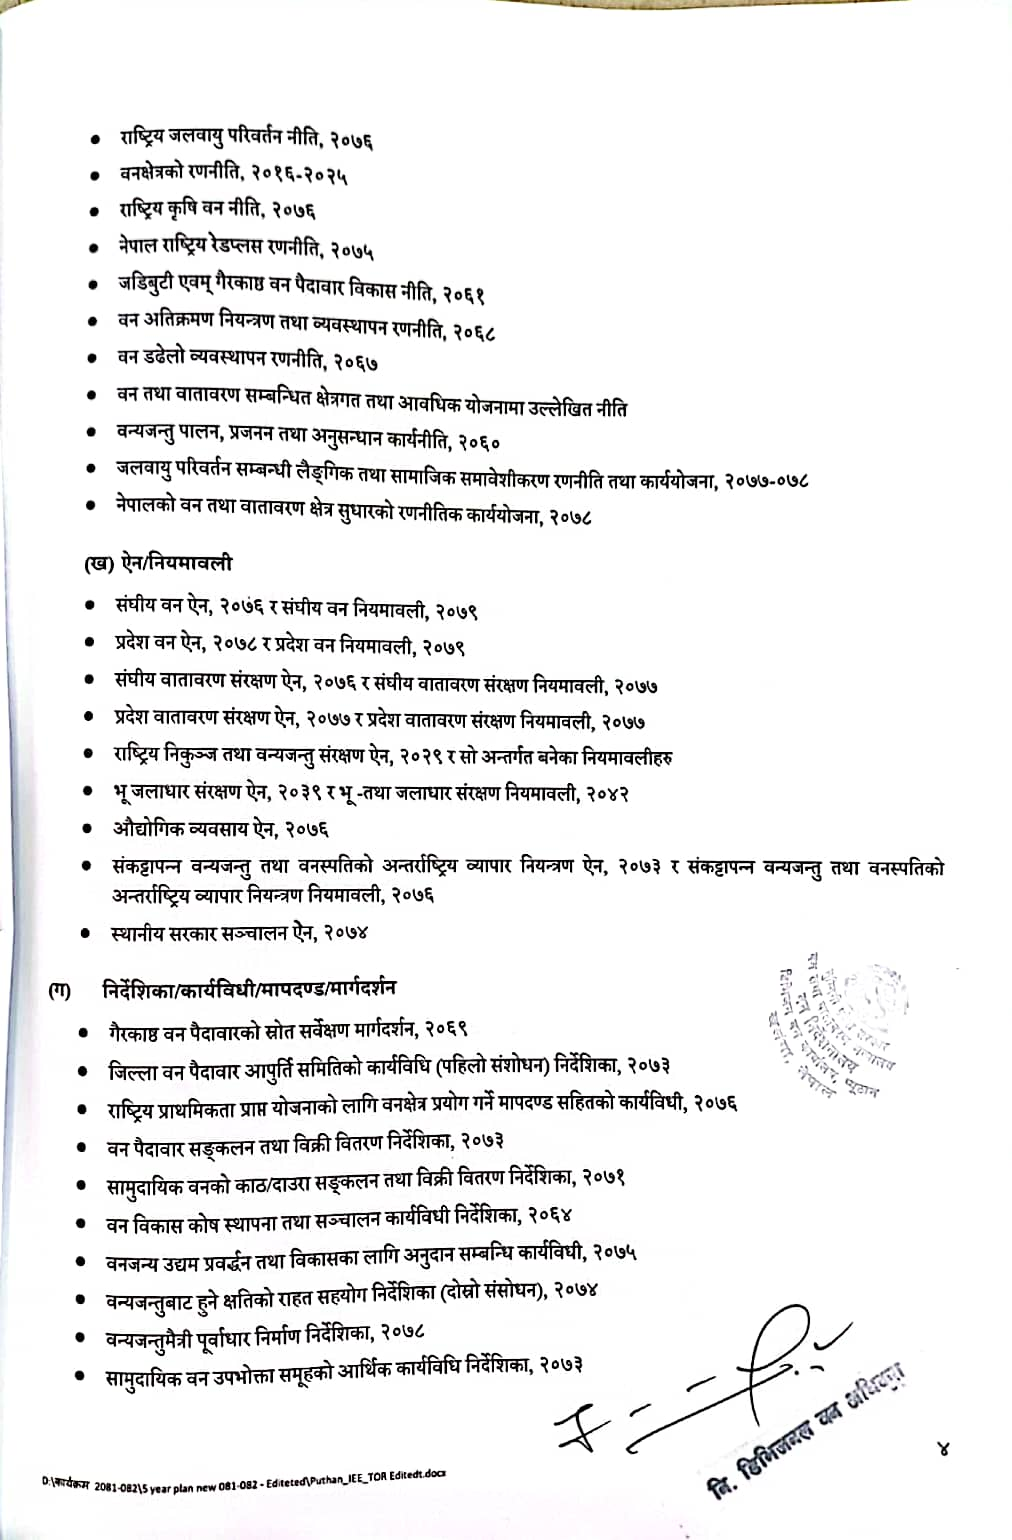 • राष्ट्रिय जलवायु परिवर्तन नीति, २०७६
• वनक्षेत्रको रणनीति, २०१६-२०२५
• राष्ट्रिय कृषि वन नीति, २०७६
• नेपाल राष्ट्रिय रेडप्लस रणनीति, २०७५
• जडिबुटी एवम् गैरकाष्ठ वन पैदावार विकास नीति, २०६१
• वन अतिक्रमण नियन्त्रण तथा व्यवस्थापन रणनीति, २०६८
• वन डढेलो व्यवस्थापन रणनीति, २०६७
• वन तथा वातावरण सम्बन्धित क्षेत्रगत तथा आवधिक योजनामा उल्लेखित नीति
• वन्यजन्तु पालन, प्रजनन तथा अनुसन्धान कार्यनीति, २०६०
• जलवायु परिवर्तन सम्बन्धी लैङ्गिक तथा सामाजिक समावेशीकरण रणनीति तथा कार्ययोजना, २०७७-०७८
• नेपालको वन तथा वातावरण क्षेत्र सुधारको रणनीतिक कार्ययोजना, २०७८
(ख) ऐन/नियमावली
• संघीय वन ऐन, २०७६ र संघीय वन नियमावली, २०७९
• प्रदेश वन ऐन, २०७८ र प्रदेश वन नियमावली, २०७९
• संघीय वातावरण संरक्षण ऐन, २०७६ र संघीय वातावरण संरक्षण नियमावली, २०७७
• प्रदेश वातावरण संरक्षण ऐन, २०७७ र प्रदेश वातावरण संरक्षण नियमावली, २०७७
• राष्ट्रिय निकुञ्ज तथा वन्यजन्तु संरक्षण ऐन, २०२९ र सो अन्तर्गत बनेका नियमावलीहरु
• भू जलाधार संरक्षण ऐन, २०३९ र भू -तथा जलाधार संरक्षण नियमावली, २०४२
• औद्योगिक व्यवसाय ऐन, २०७६
• संकट्टापन्न वन्यजन्तु तथा वनस्पतिको अन्तर्राष्ट्रिय व्यापार नियन्त्रण ऐन, २०७३ र संकट्टापन्न वन्यजन्तु तथा वनस्पतिको
अन्तर्राष्ट्रिय व्यापार नियन्त्रण नियमावली, २०७६
• स्थानीय सरकार सञ्चालन ऐन, २०७४
(ग) निर्देशिका/कार्यविधी/मापदण्ड/मार्गदर्शन
• गैरकाष्ठ वन पैदावारको स्रोत सर्वेक्षण मार्गदर्शन, २०६९
• जिल्ला वन पैदावार आपुर्ति समितिको कार्यविधि (पहिलो संशोधन) निर्देशिका, २०७३
• राष्ट्रिय प्राथमिकता प्राप्त योजनाको लागि वनक्षेत्र प्रयोग गर्ने मापदण्ड सहितको कार्यविधी, २०७६
• वन पैदावार सङ्कलन तथा विक्री वितरण निर्देशिका, २०७३
• सामुदायिक वनको काठ/दाउरा सङ्कलन तथा विक्री वितरण निर्देशिका, २०७१
• वन विकास कोष स्थापना तथा सञ्चालन कार्यविधी निर्देशिका, २०६४
• वनजन्य उद्यम प्रवर्द्धन तथा विकासका लागि अनुदान सम्बन्धि कार्यविधी, २०७५
• वन्यजन्तुबाट हुने क्षतिको राहत सहयोग निर्देशिका (दोस्रो संसोधन), २०७४
• वन्यजन्तुमैत्री पूर्वाधार निर्माण निर्देशिका, २०७८
• सामुदायिक वन उपभोक्ता समूहको आर्थिक कार्यविधि निर्देशिका, २०७३
नि. डिभिजनल वन अधिकृत
४
D:\कार्यक्रम 2081-082\5 year plan new 081-082 - Editeted\Puthan_IEE_TOR Editedt.docx